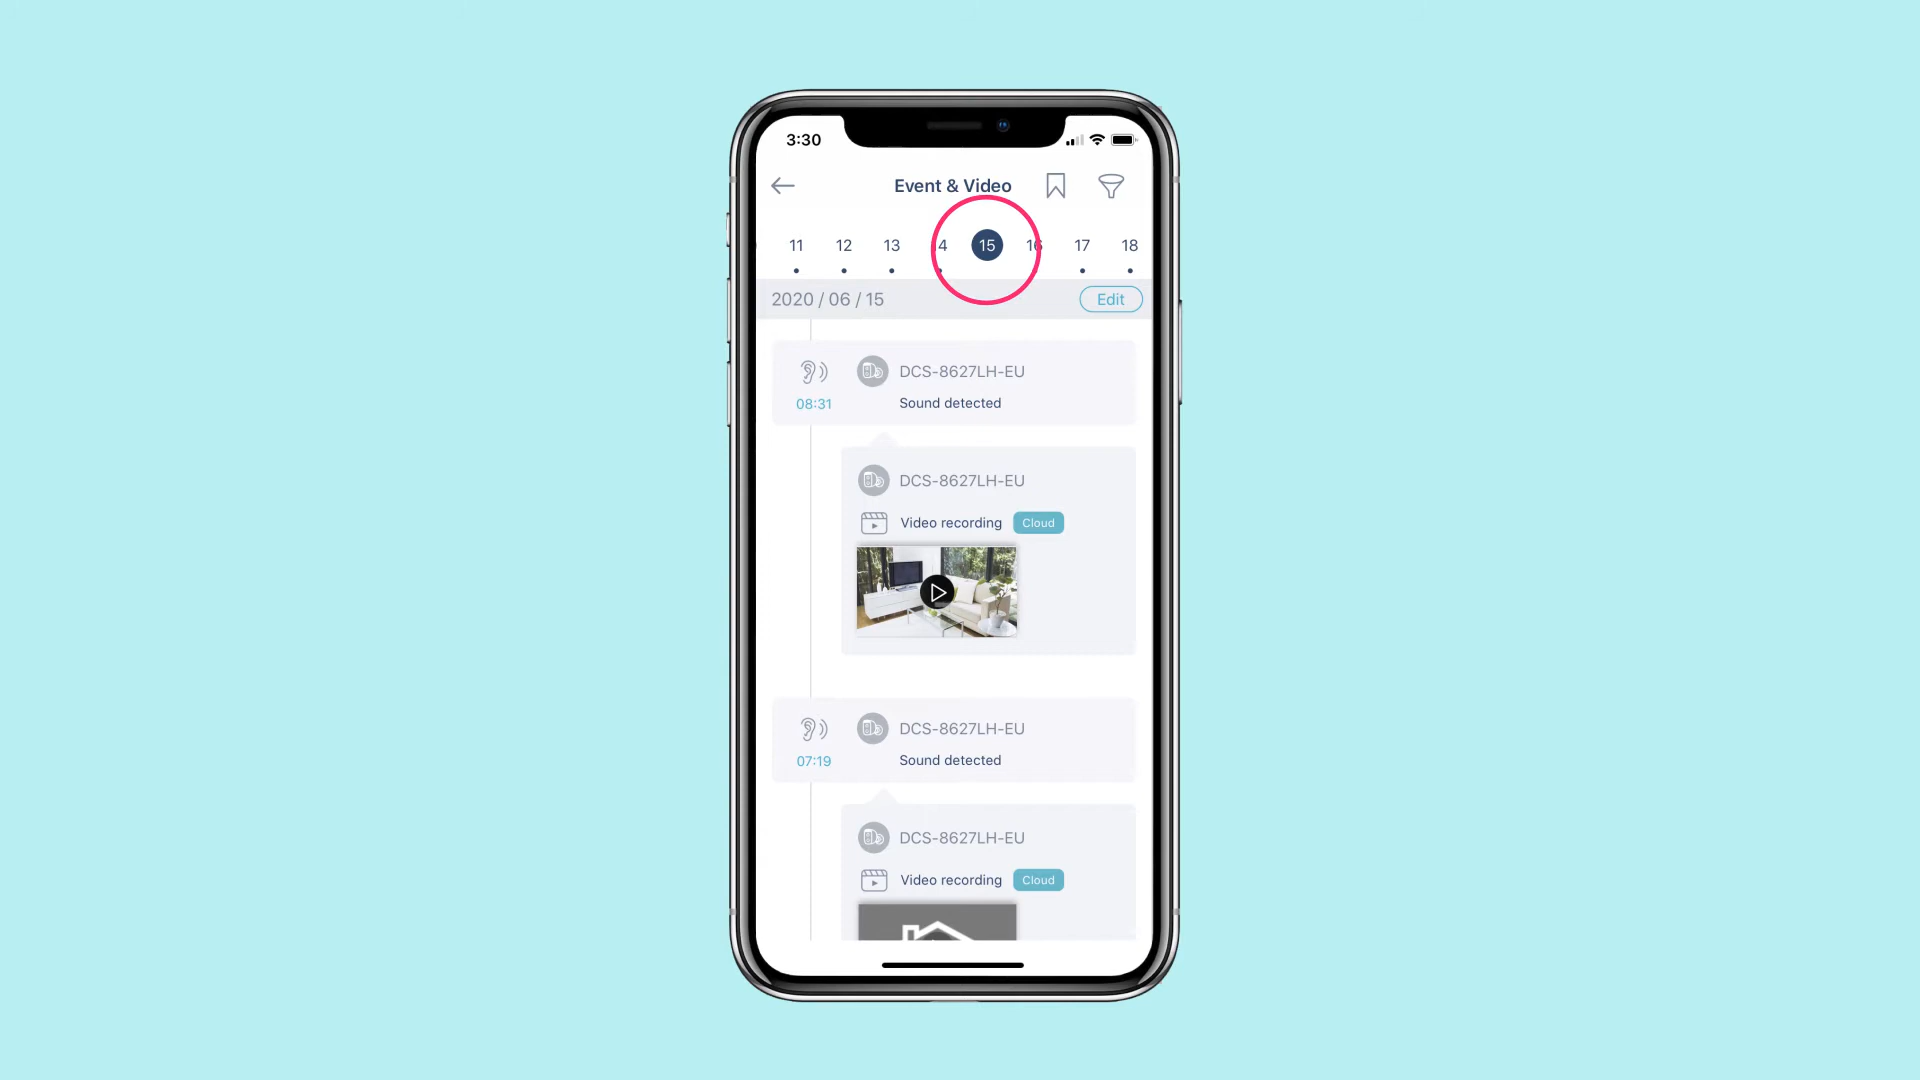 3:30
Event & Video
11 12 13 14 15 16 17 18
2020 / 06 / 15 Edit
DCS-8627LH-EU
08:31 Sound detected
DCS-8627LH-EU
Video recording Cloud
DCS-8627LH-EU
07:19 Sound detected
DCS-8627LH-EU
Video recording Cloud